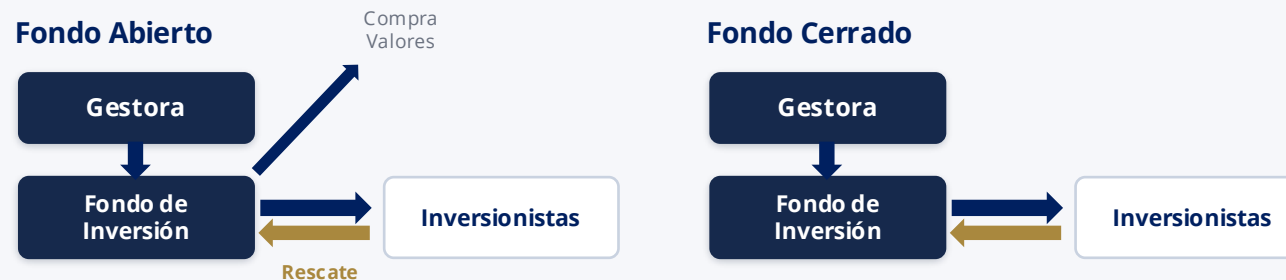 Fondo Abierto
Compra
Valores
Gestora
Fondo de
Inversión
Inversionistas
Rescate
Fondo Cerrado
Gestora
Fondo de
Inversión
Inversionistas